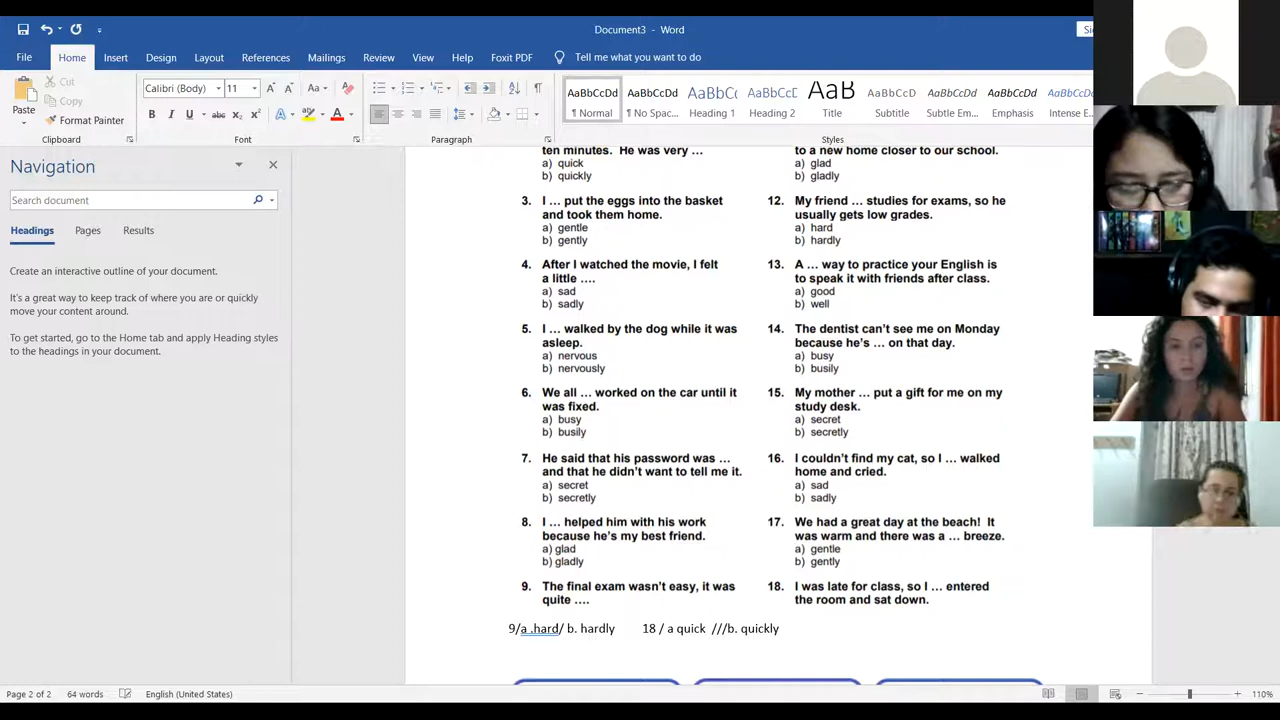 Document3 - Word
File
Home
Insert
Design
Layout
References
Mailings
Review
View
Help
Foxit PDF
Tell me what you want to do
Paste
Cut
Copy
Format Painter
Clipboard
Calibri (Body)
11
Aa
B I U abc x₂ x²
Font
Paragraph
AaBbCcDd
¶ Normal
AaBbCcDd
¶ No Spac...
AaBbCc
Heading 1
AaBbCcD
Heading 2
AaB
Title
AaBbCcD
Subtitle
AaBbCcDd
Subtle Em...
AaBbCcDd
Emphasis
AaBbCcDd
Intense E...
Styles
Navigation
Search document
Headings
Pages
Results
Create an interactive outline of your document.
It's a great way to keep track of where you are or quickly
move your content around.
To get started, go to the Home tab and apply Heading styles
to the headings in your document.
ten minutes. He was very ...
a) quick
b) quickly
3. I ... put the eggs into the basket
and took them home.
a) gentle
b) gently
4. After I watched the movie, I felt
a little ....
a) sad
b) sadly
5. I ... walked by the dog while it was
asleep.
a) nervous
b) nervously
6. We all ... worked on the car until it
was fixed.
a) busy
b) busily
7. He said that his password was ...
and that he didn't want to tell me it.
a) secret
b) secretly
8. I ... helped him with his work
because he's my best friend.
a) glad
b) gladly
9. The final exam wasn't easy, it was
quite ....
to a new home closer to our school.
a) glad
b) gladly
12. My friend ... studies for exams, so he
usually gets low grades.
a) hard
b) hardly
13. A ... way to practice your English is
to speak it with friends after class.
a) good
b) well
14. The dentist can't see me on Monday
because he's ... on that day.
a) busy
b) busily
15. My mother ... put a gift for me on my
study desk.
a) secret
b) secretly
16. I couldn't find my cat, so I ... walked
home and cried.
a) sad
b) sadly
17. We had a great day at the beach! It
was warm and there was a ... breeze.
a) gentle
b) gently
18. I was late for class, so I ... entered
the room and sat down.
9/a .hard/ b. hardly 18 / a quick ///b. quickly
Page 2 of 2
64 words
English (United States)
110%